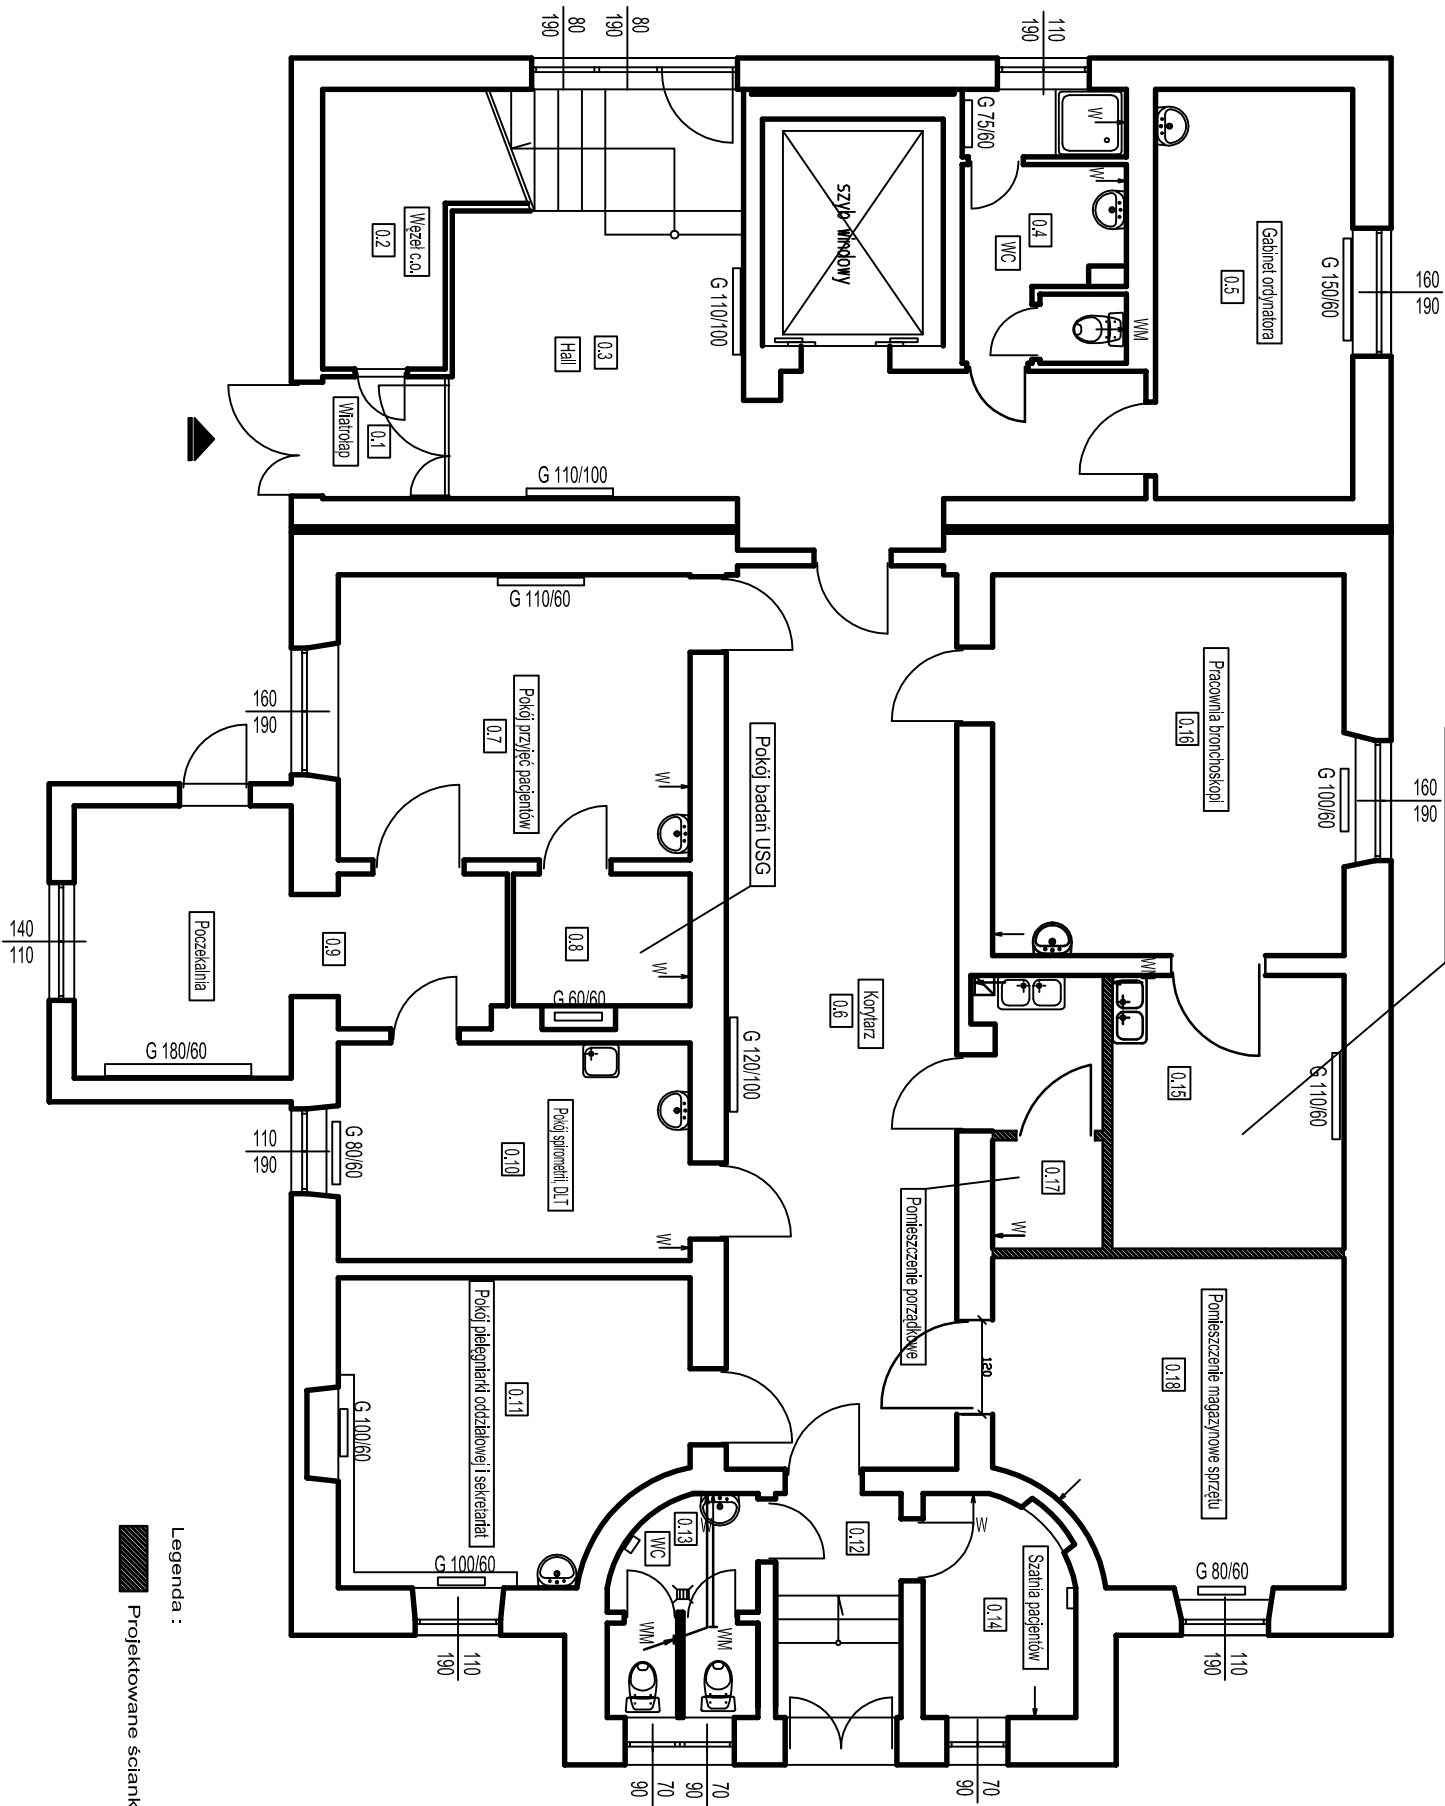 80
190
80
190
110
190
W
G 75/60
szyb windowy
W
0.4
WC
WM
Gabinet ordynatora
0.5
G 150/60
160
190
Węzeł c.o.
0.2
G 110/100
0.3
Hall
Wiatrołap
0.1
G 110/100
G 110/60
160
190
Pokój przyjęć pacjentów
0.7
W
Pokój badań USG
Pracownia bronchoskopi
0.16
G 100/60
160
190
Poczekalnia
0.9
140
110
G 180/60
0.8
W
G 60/60
Korytarz
0.6
G 120/100
WM
0.15
G 110/60
0.17
W
Pomieszczenie porządkowe
110
190
G 80/60
Pokój spirometrii, DLT
0.10
W
Pokój pielęgniarki oddziałowej i sekretariat
0.11
G 100/60
G 100/60
110
190
120
Pomieszczenie magazynowe sprzętu
0.18
G 80/60
110
190
0.13
WC
W
WM
WM
0.12
W
Szatnia pacjentów
0.14
70
90
70
90
70
90
Legenda :
Projektowane ściank